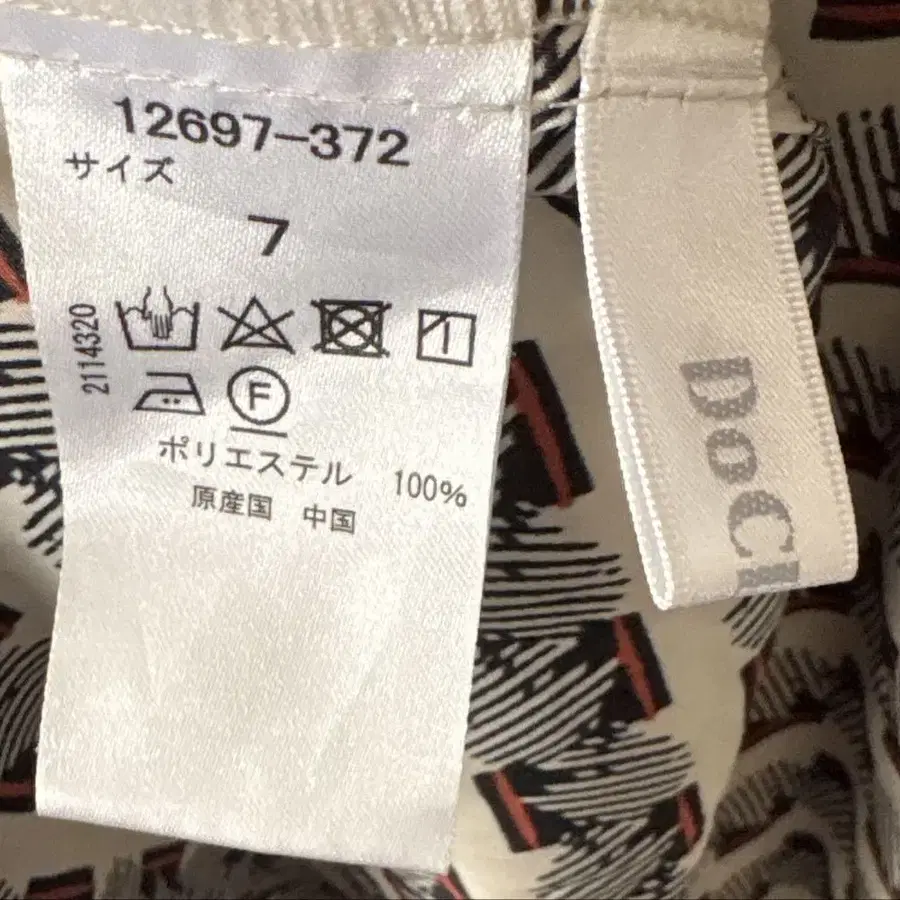 12697-372
サイズ
7
2114320
F
ポリエステル 100%
原産国 中国
DoC